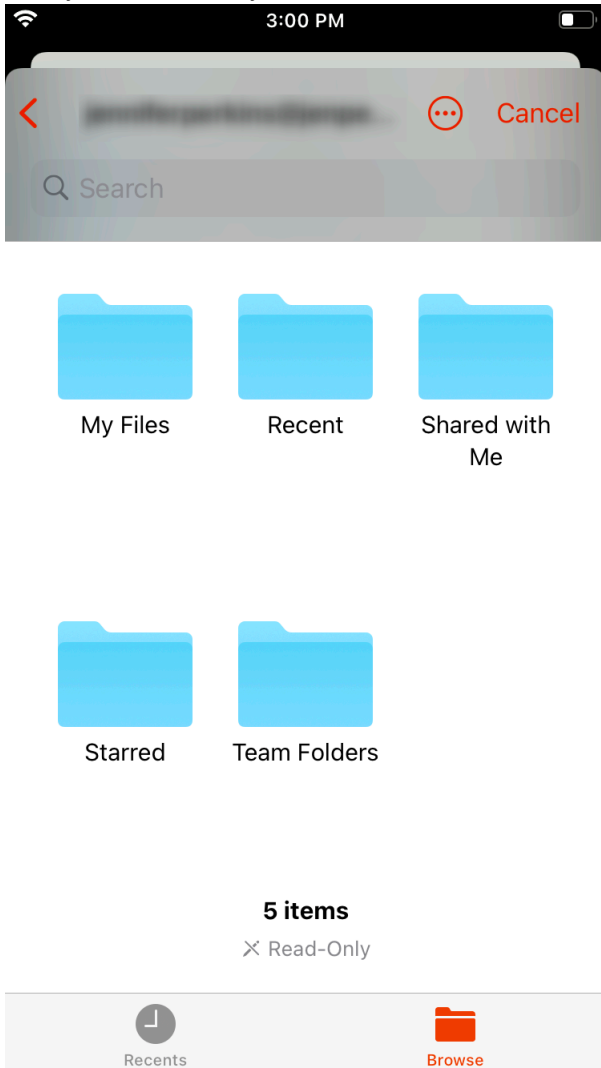 3:00 PM
Cancel
Search
My Files
Recent
Shared with
Me
Starred
Team Folders
5 items
Read-Only
Recents
Browse